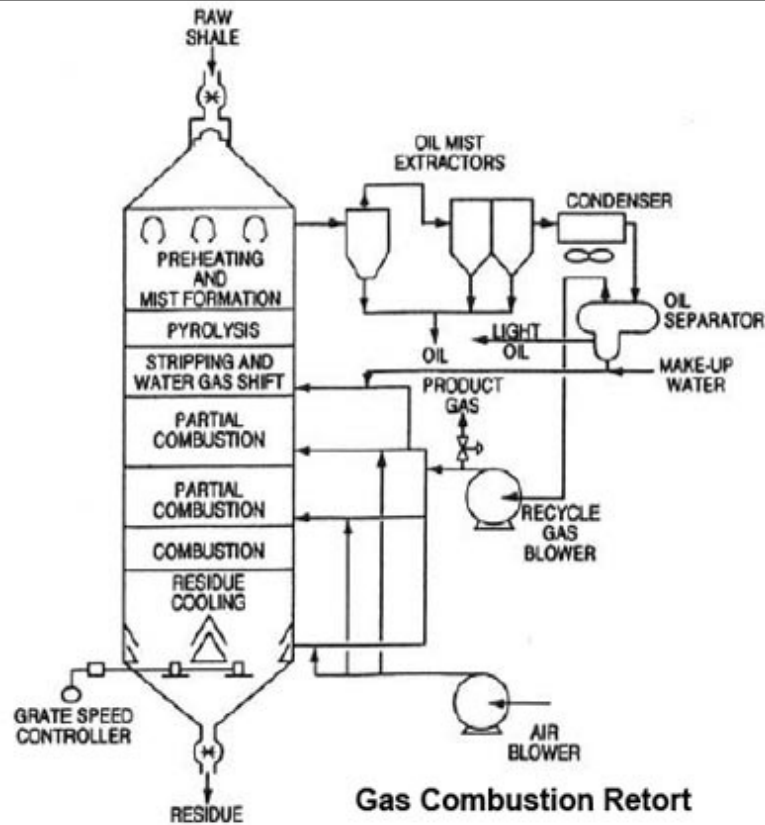 RAW
SHALE
OIL MIST
EXTRACTORS
CONDENSER
PREHEATING
AND
MIST FORMATION
OIL
SEPARATOR
PYROLYSIS
LIGHT
OIL
OIL
STRIPPING AND
WATER GAS SHIFT
MAKE-UP
WATER
PRODUCT
GAS
PARTIAL
COMBUSTION
PARTIAL
COMBUSTION
RECYCLE
GAS
BLOWER
COMBUSTION
RESIDUE
COOLING
GRATE SPEED
CONTROLLER
AIR
BLOWER
RESIDUE
Gas Combustion Retort